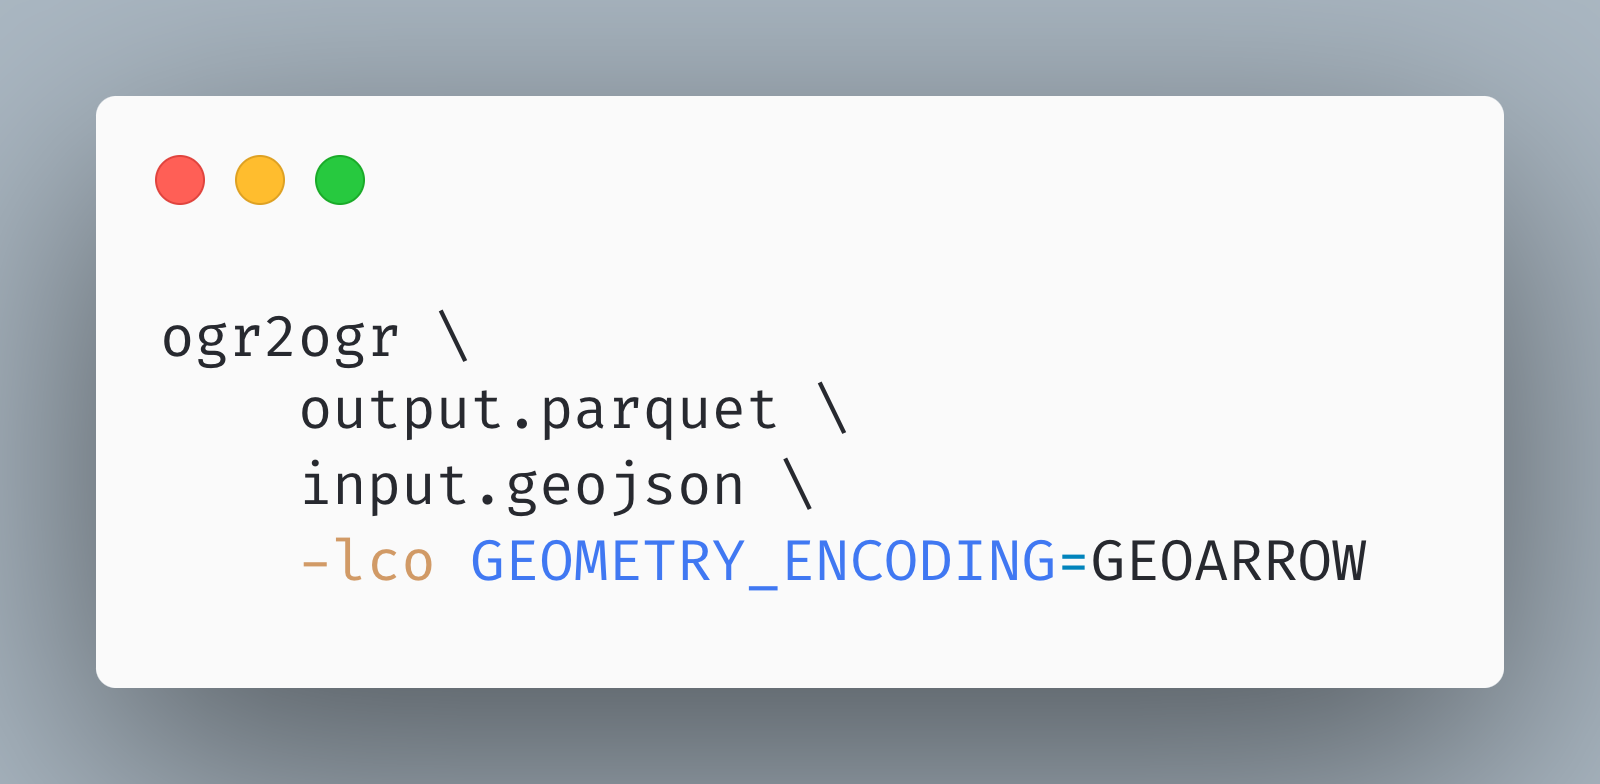 ogr2ogr \
output.parquet \
input.geojson \
-lco GEOMETRY_ENCODING=GEOARROW